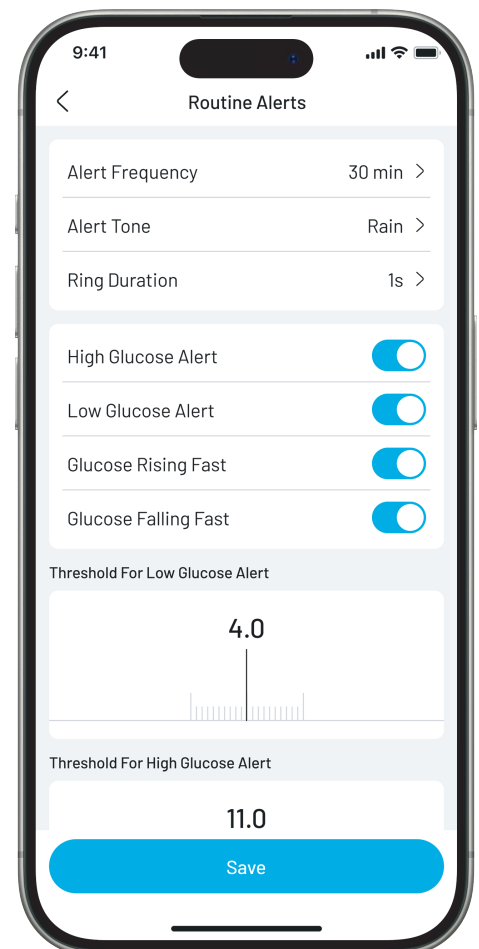 9:41
Routine Alerts
Alert Frequency 30 min
Alert Tone Rain
Ring Duration 1s
High Glucose Alert
Low Glucose Alert
Glucose Rising Fast
Glucose Falling Fast
Threshold For Low Glucose Alert
4.0
Threshold For High Glucose Alert
11.0
Save